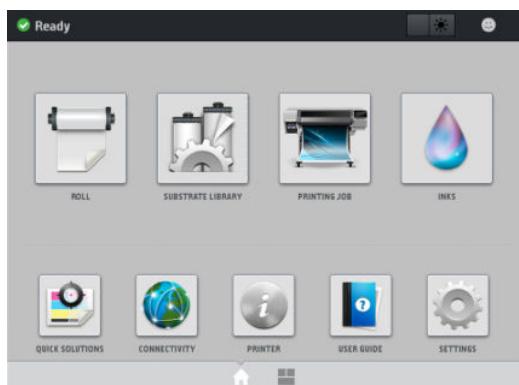 Ready
ROLL
SUBSTRATE LIBRARY
PRINTING JOB
INKS
QUICK SOLUTIONS
CONNECTIVITY
PRINTER
USER GUIDE
SETTINGS